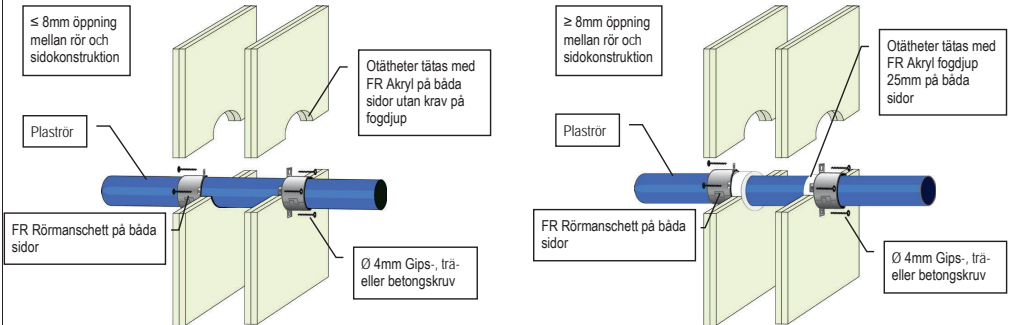 ≤ 8mm öppning
mellan rör och
sidokonstruktion
Otätheter tätas med
FR Akryl på båda
sidor utan krav på
fogdjup
Plaströr
FR Rörmanschett på båda
sidor
Ø 4mm Gips-, trä-
eller betongskruv
≥ 8mm öppning
mellan rör och
sidokonstruktion
Otätheter tätas med
FR Akryl fogdjup
25mm på båda
sidor
Plaströr
FR Rörmanschett på båda
sidor
Ø 4mm Gips-, trä-
eller betongskruv